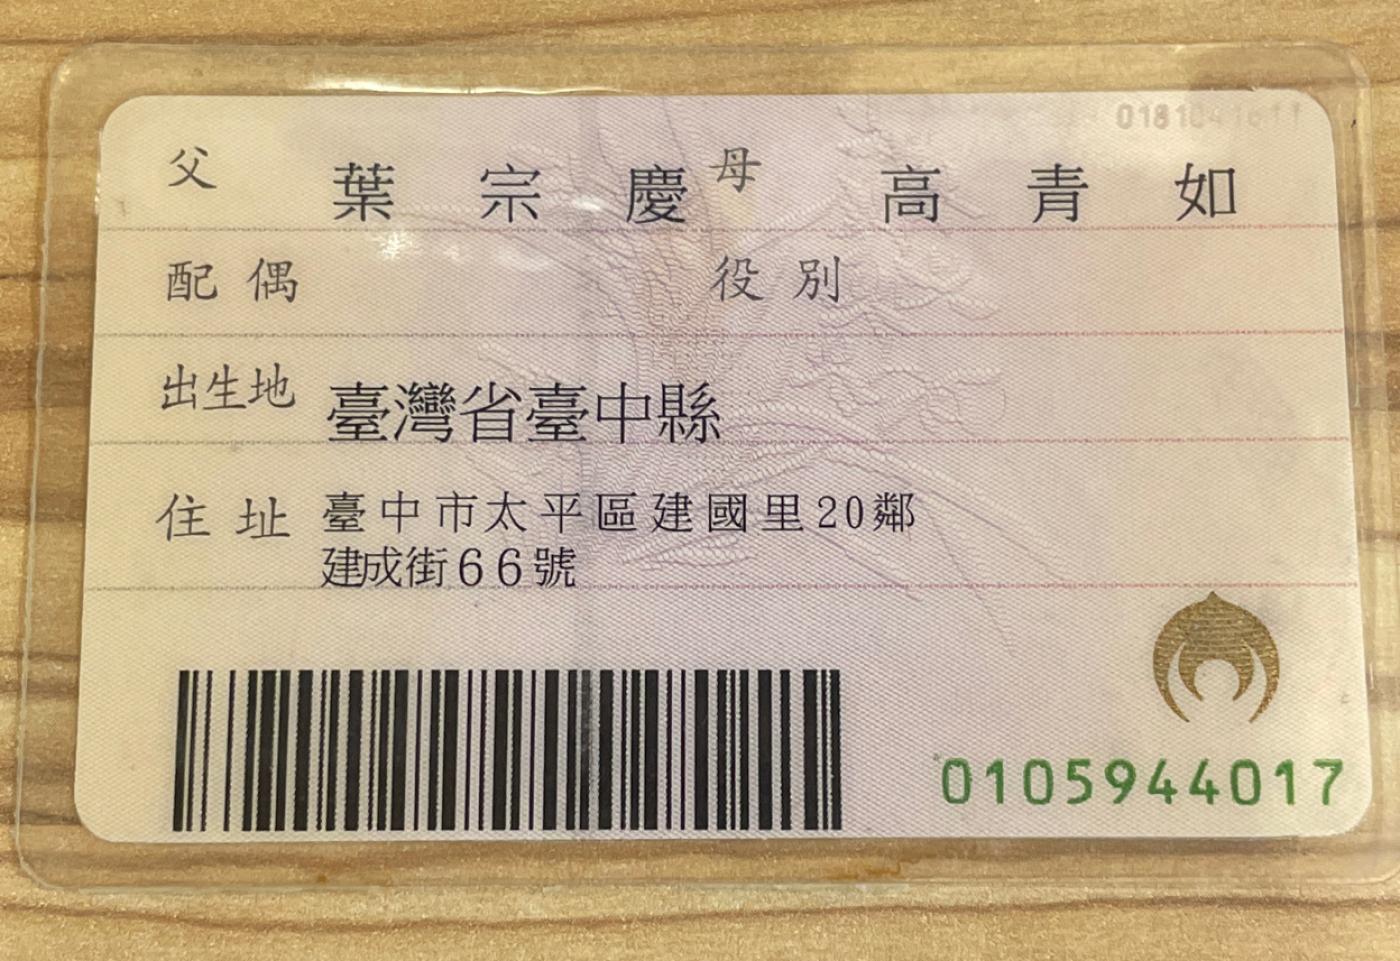 父 葉宗慶 母 高青如
配偶 役別
出生地 臺灣省臺中縣
住址 臺中市太平區建國里20鄰
建成街66號
0105944017